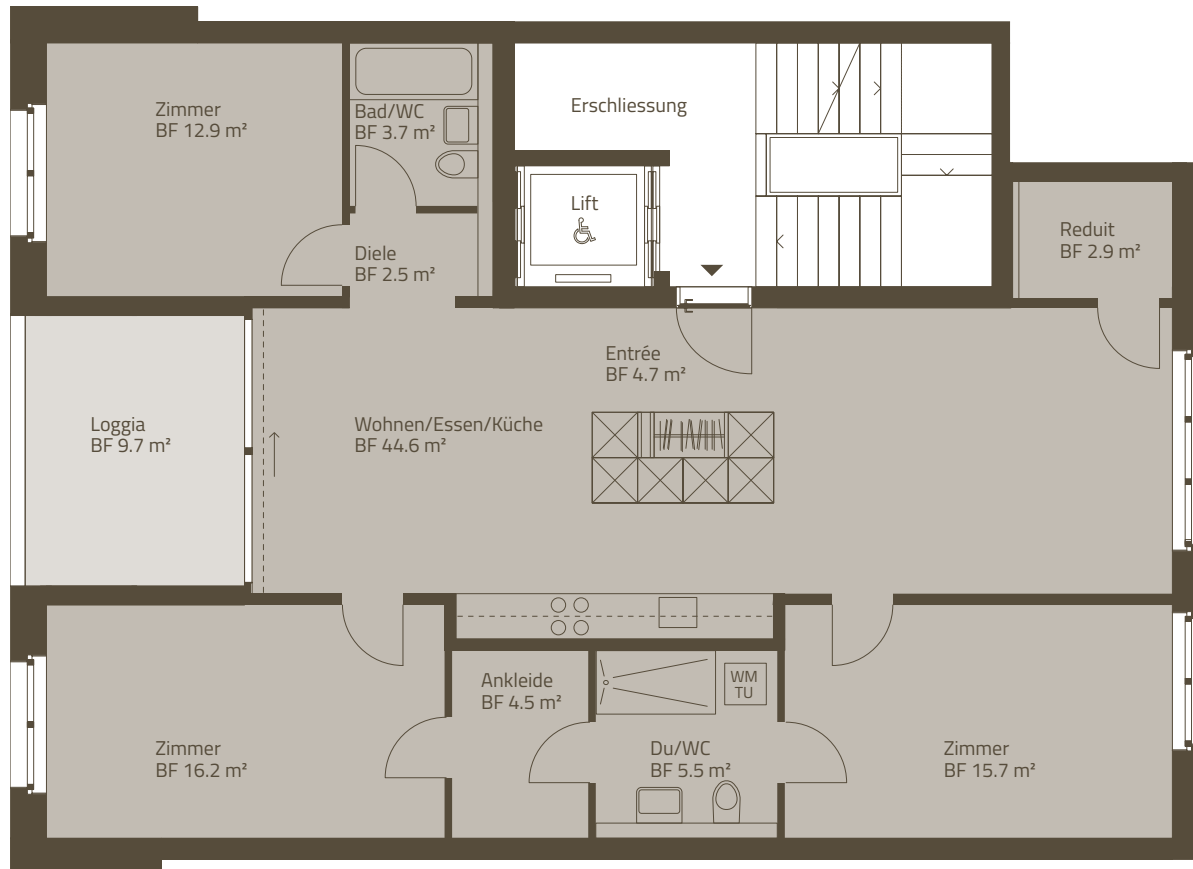 Zimmer
BF 12.9 m²
Bad/WC
BF 3.7 m²
Erschliessung
Lift
Diele
BF 2.5 m²
Reduit
BF 2.9 m²
E
Entrée
BF 4.7 m²
Loggia
BF 9.7 m²
Wohnen/Essen/Küche
BF 44.6 m²
Ankleide
BF 4.5 m²
WM
TU
Zimmer
BF 16.2 m²
Du/WC
BF 5.5 m²
Zimmer
BF 15.7 m²